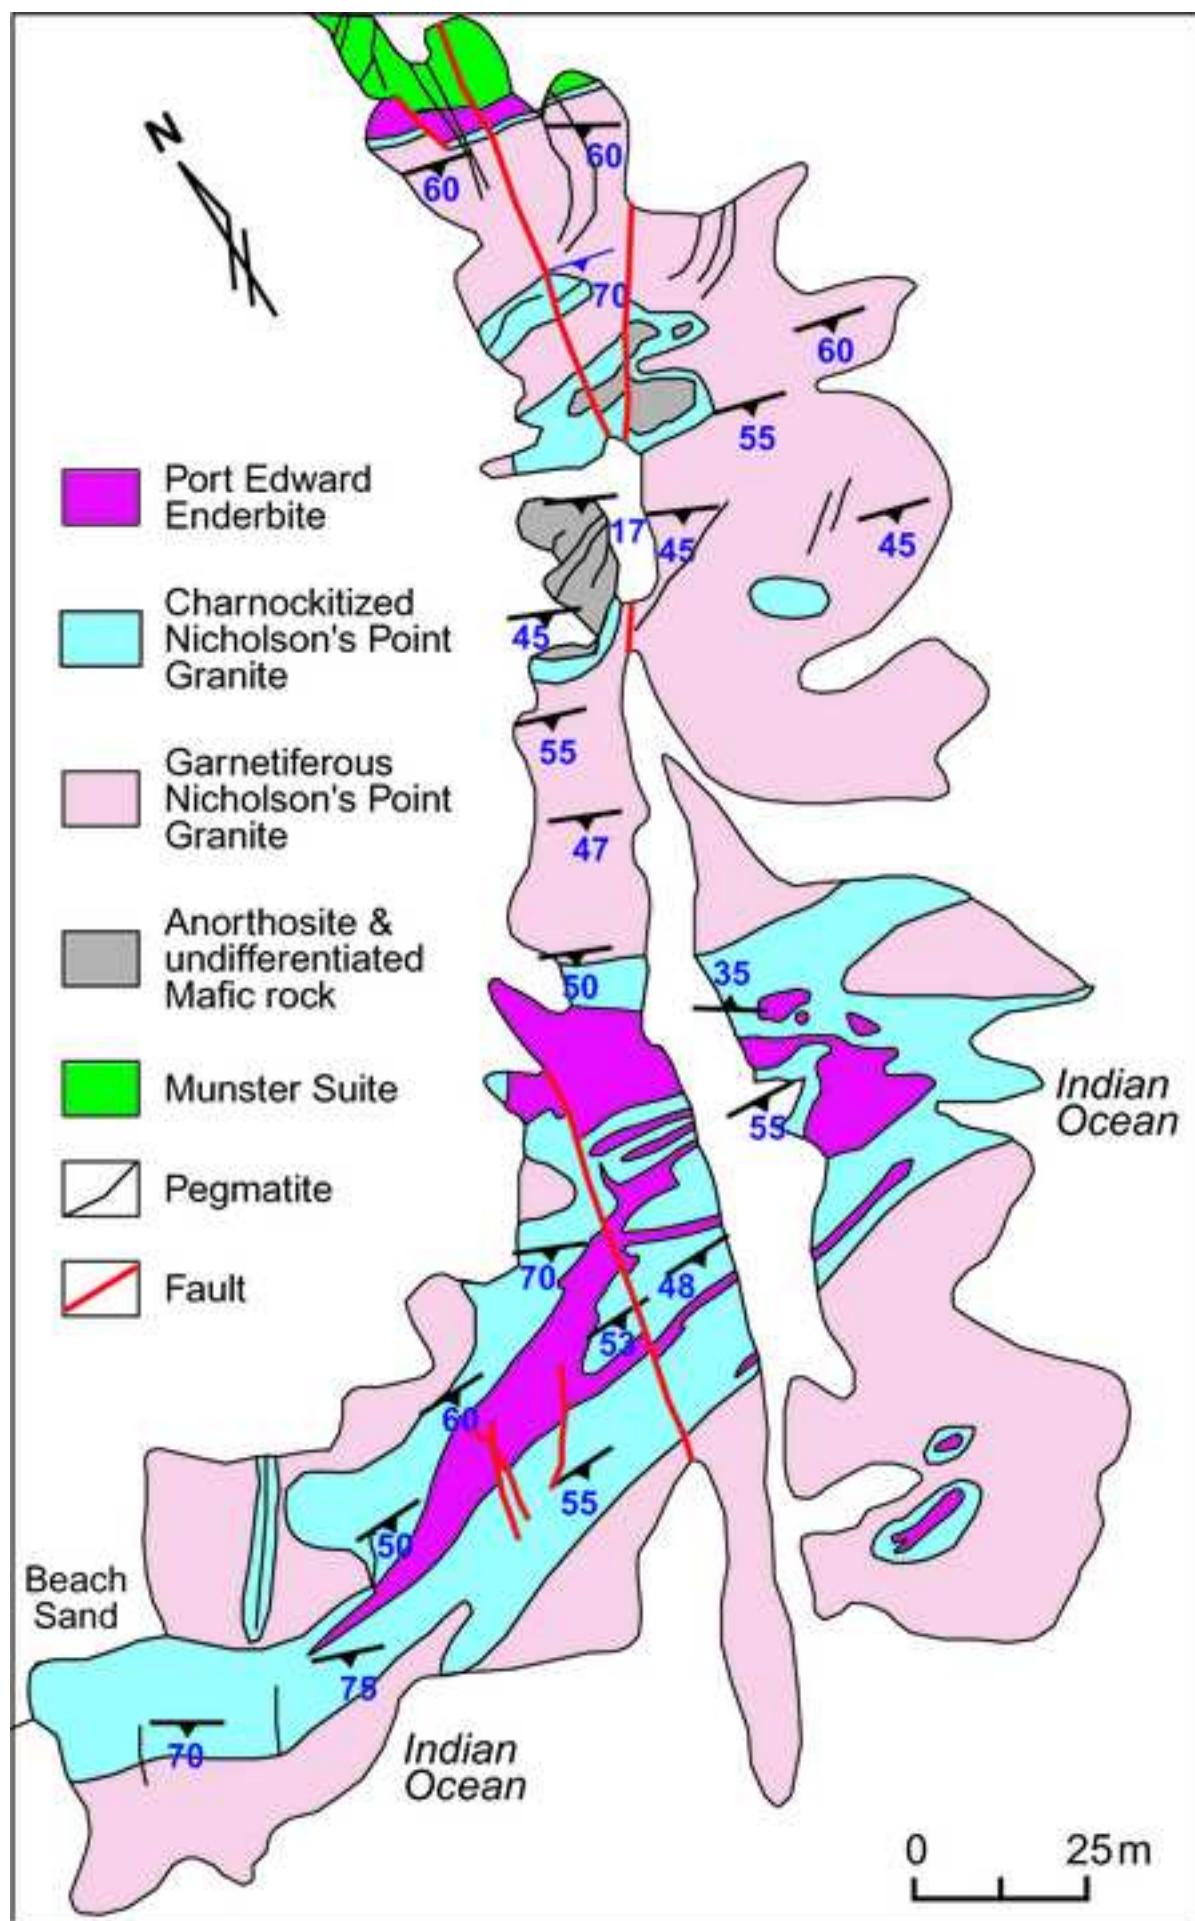 N
60
60
70
60
55
Port Edward
Enderbite
17
45
45
Charnockitized
Nicholson's Point
Granite
45
55
Garnetiferous
Nicholson's Point
Granite
47
Anorthosite &
undifferentiated
Mafic rock
50
35
Munster Suite
Indian
Ocean
55
Pegmatite
70
48
Fault
53
60
55
50
Beach
Sand
75
70
Indian
Ocean
0 25 m